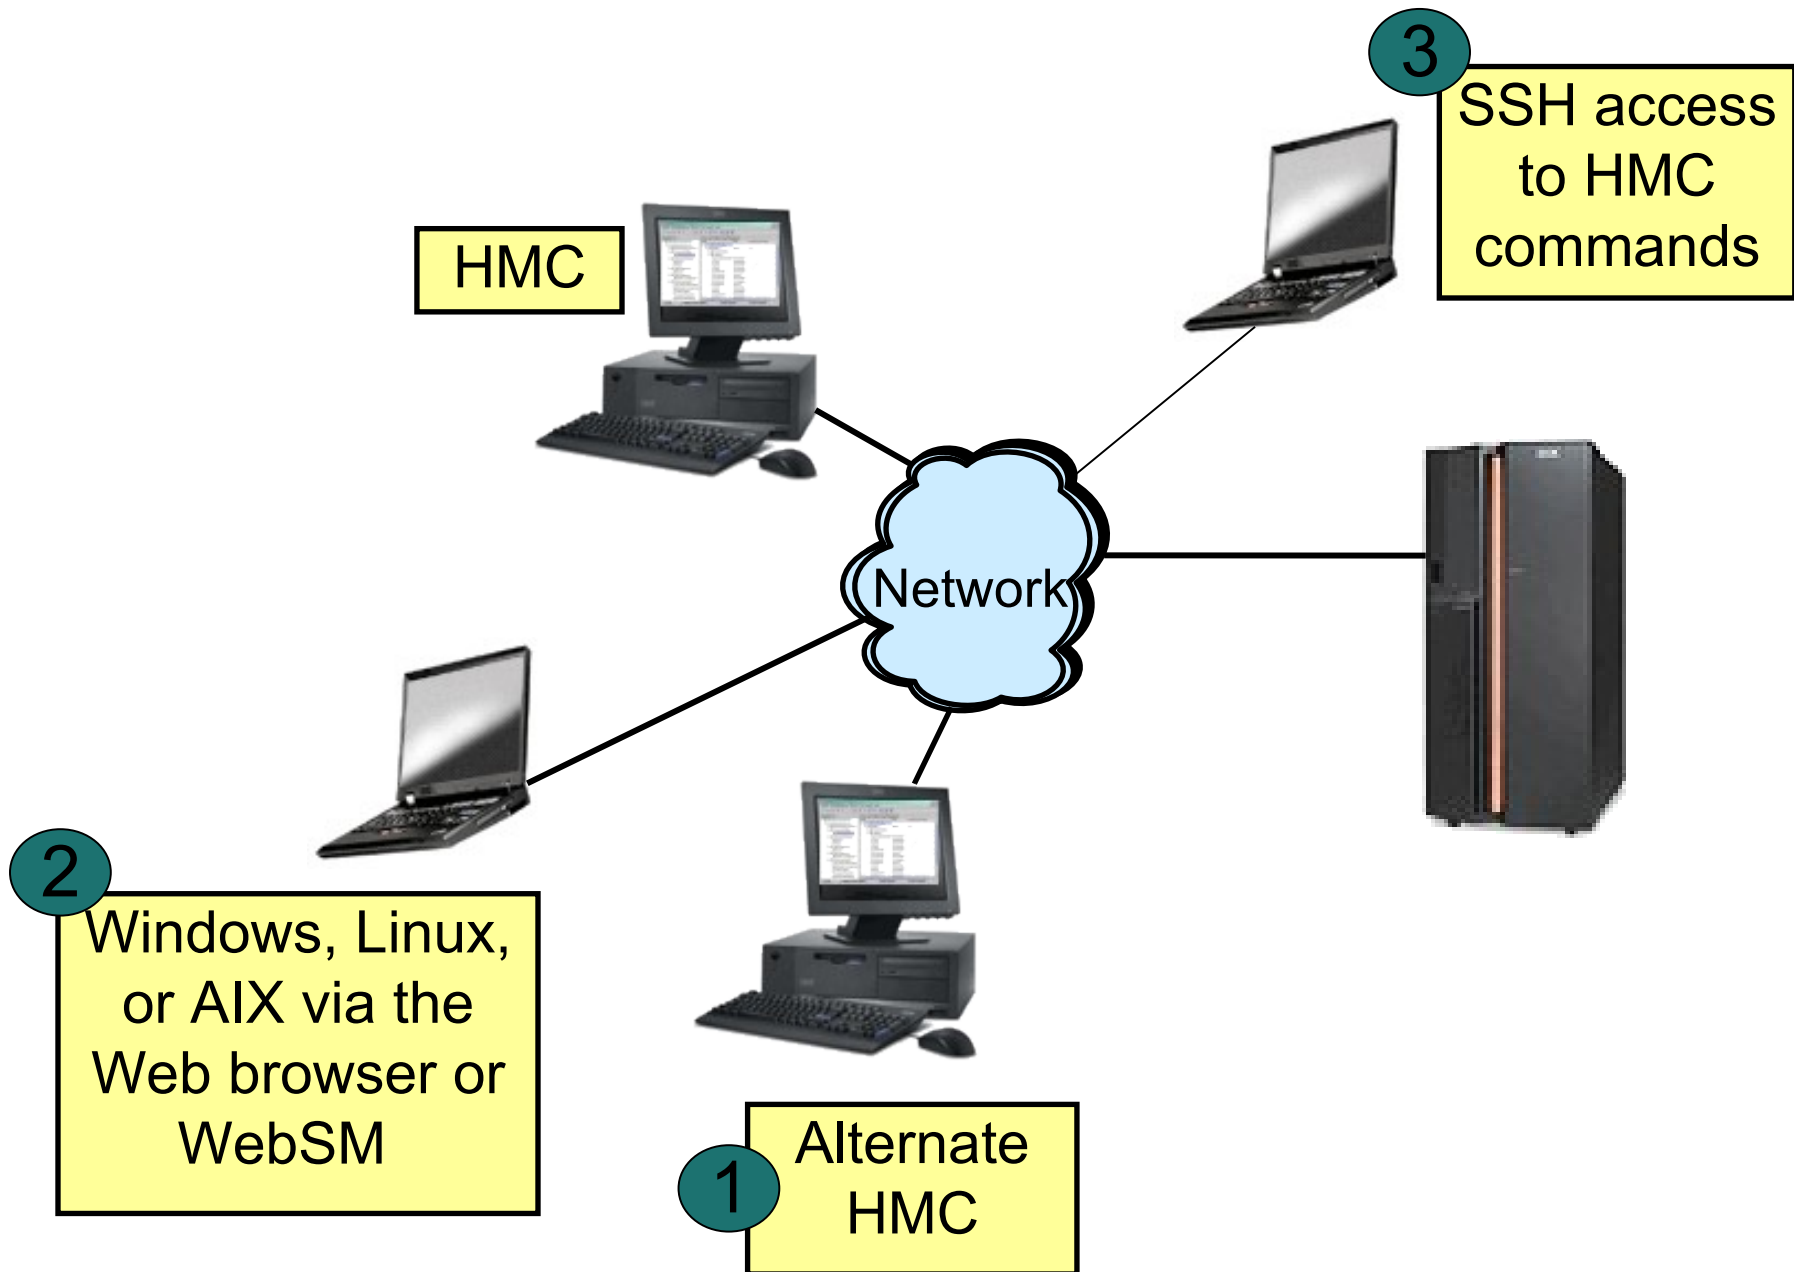 3
SSH access
to HMC
commands
HMC
Network
2
Windows, Linux,
or AIX via the
Web browser or
WebSM
1
Alternate
HMC